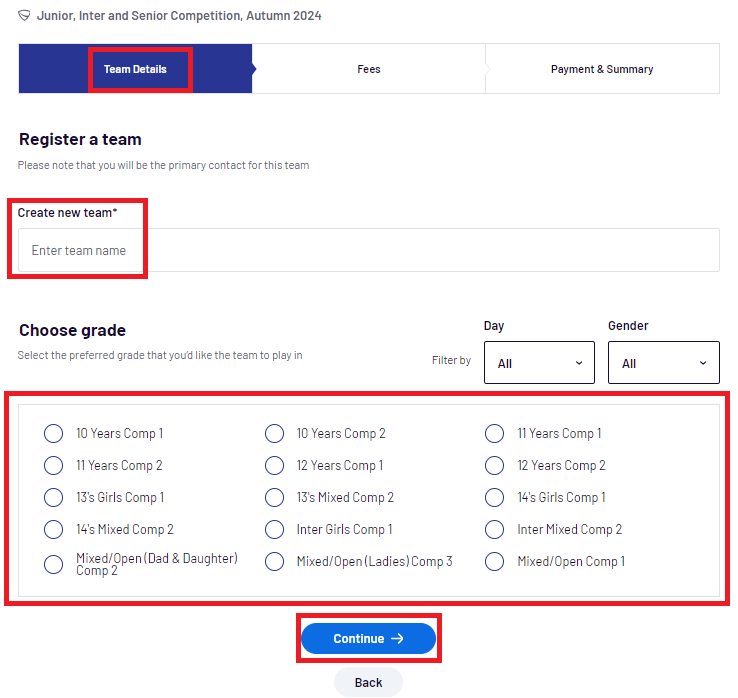 Junior, Inter and Senior Competition, Autumn 2024
Team Details
Fees
Payment & Summary
Register a team
Please note that you will be the primary contact for this team
Create new team*
Enter team name
Choose grade
Select the preferred grade that you'd like the team to play in
Filter by
Day
All
Gender
All
10 Years Comp 1
10 Years Comp 2
11 Years Comp 1
11 Years Comp 2
12 Years Comp 1
12 Years Comp 2
13's Girls Comp 1
13's Mixed Comp 2
14's Girls Comp 1
14's Mixed Comp 2
Inter Girls Comp 1
Inter Mixed Comp 2
Mixed/Open (Dad & Daughter)
Comp 2
Mixed/Open (Ladies) Comp 3
Mixed/Open Comp 1
Continue →
Back